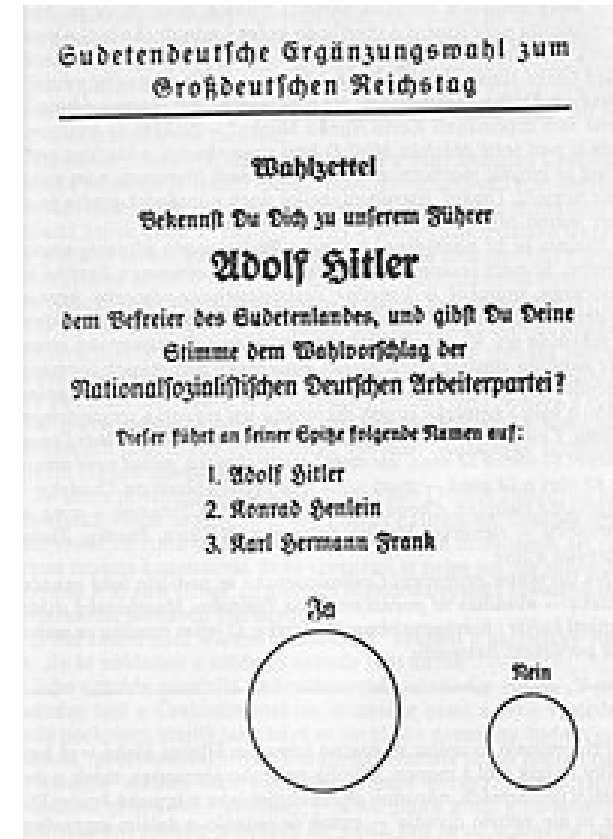 Sudetendeutsche Ergänzungswahl zum
Großdeutschen Reichstag
Wahlzettel
Bekennst Du Dich zu unserem Führer
Adolf Hitler
dem Befreier des Sudetenlandes, und gibst Du Deine
Stimme dem Wahlvorschlag der
Nationalsozialistischen Deutschen Arbeiterpartei?
Dieser führt an seiner Spitze folgende Namen auf:
1. Adolf Hitler
2. Konrad Henlein
3. Karl Hermann Frank
Ja
Nein